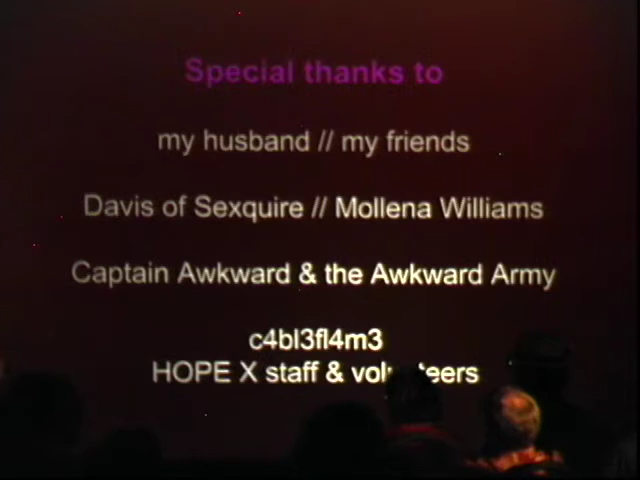 Special thanks to
my husband // my friends
Davis of Sexquire // Mollena Williams
Captain Awkward & the Awkward Army
c4bl3fl4m3
HOPE X staff & volunteers